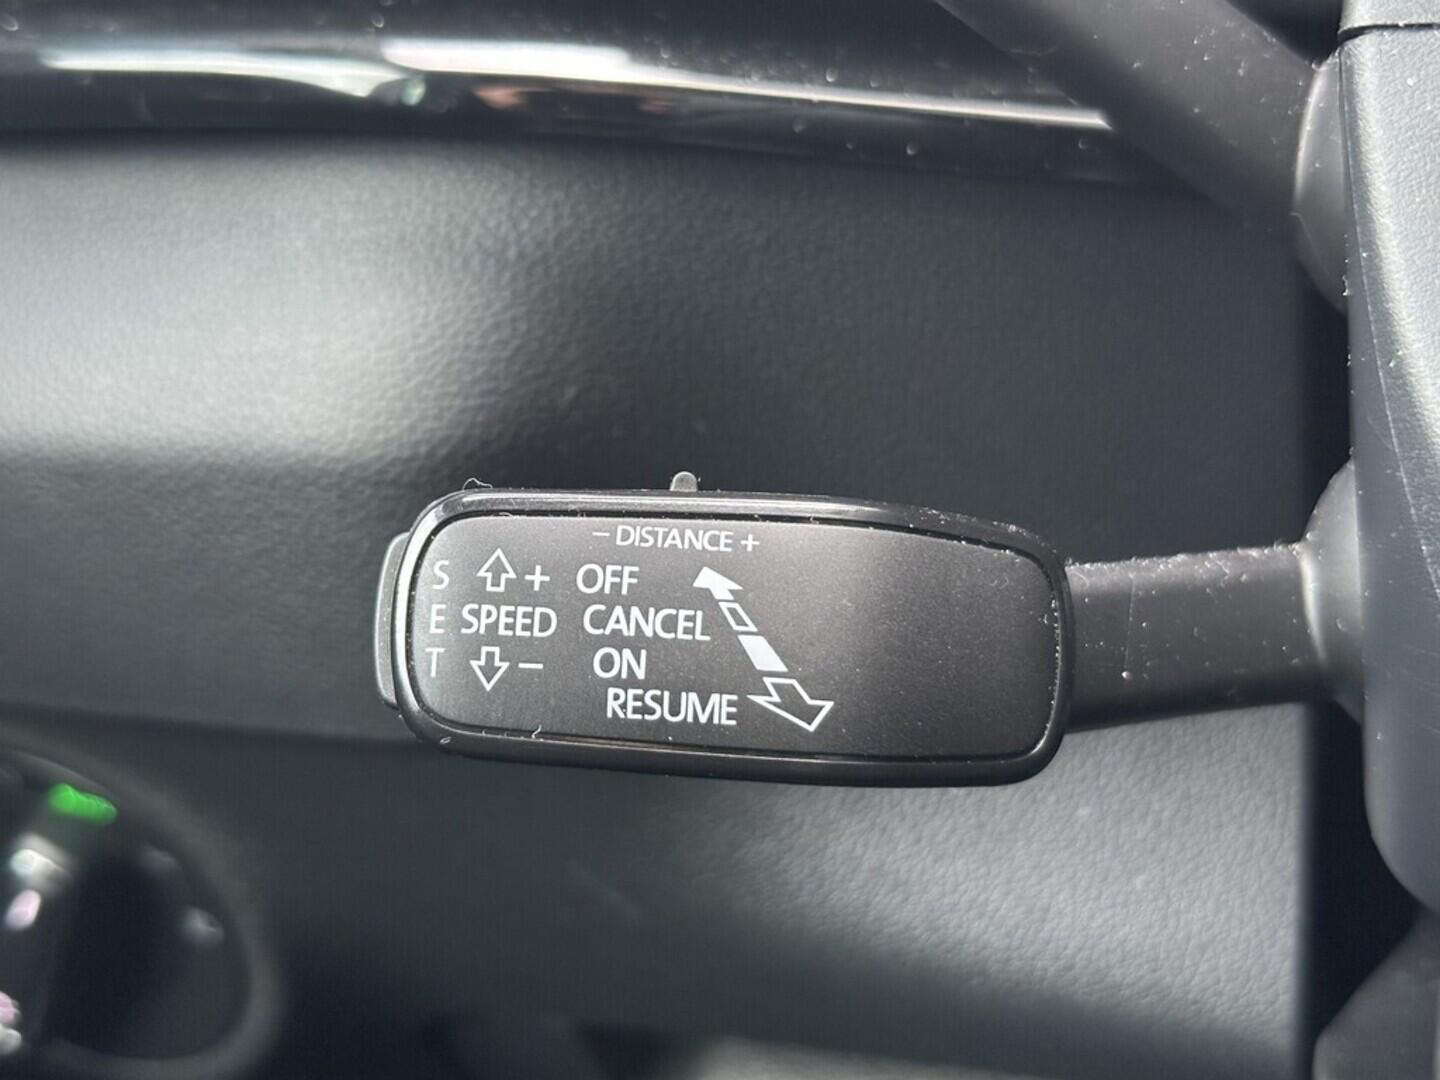 − DISTANCE +
S + OFF
E SPEED CANCEL
T − ON
RESUME